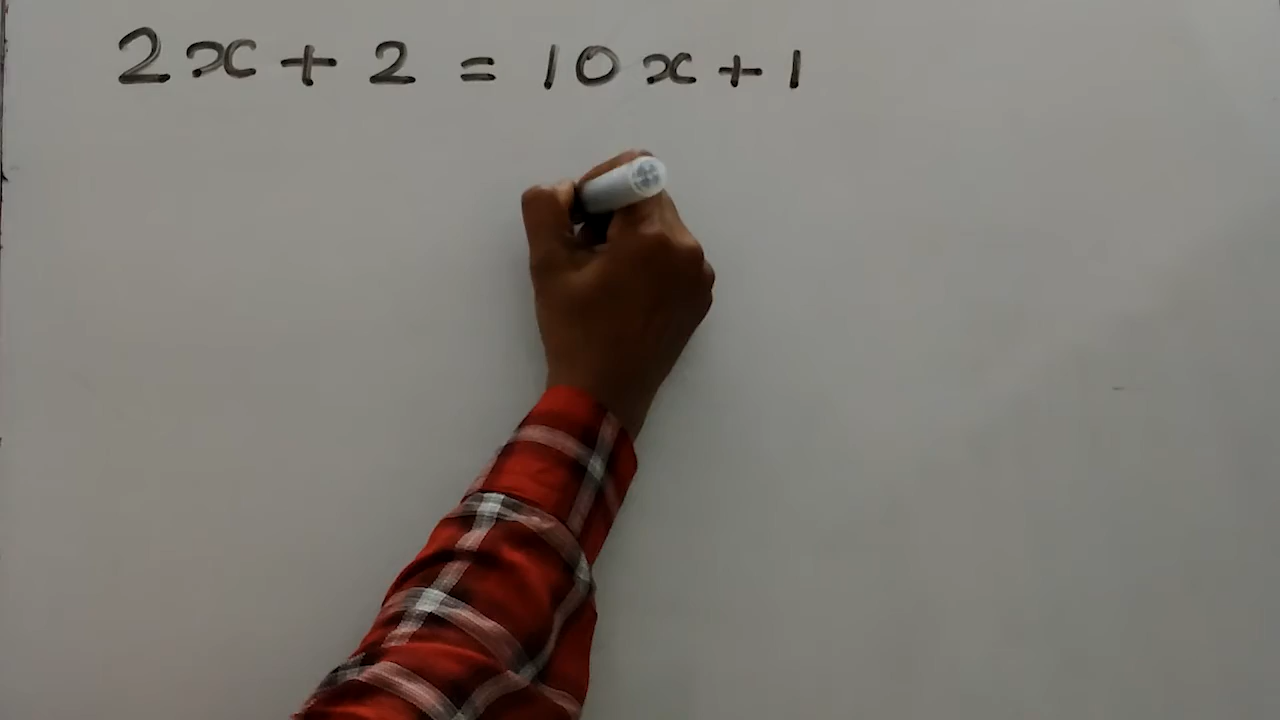 2x + 2 = 10x + 1